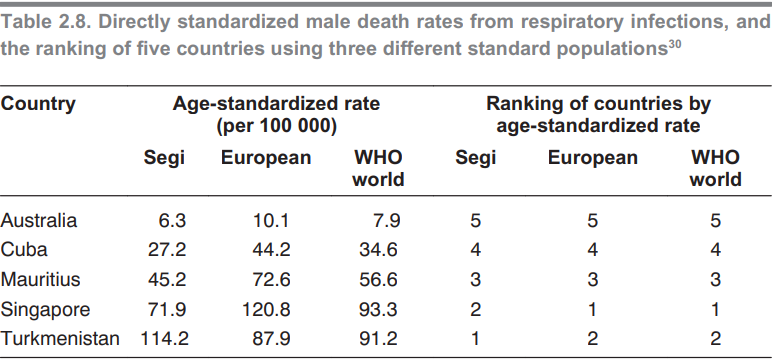 Table 2.8. Directly standardized male death rates from respiratory infections, and
the ranking of five countries using three different standard populations30
Country Age-standardized rate Ranking of countries by
(per 100 000) age-standardized rate
Segi European WHO Segi European WHO
world world
Australia 6.3 10.1 7.9 5 5 5
Cuba 27.2 44.2 34.6 4 4 4
Mauritius 45.2 72.6 56.6 3 3 3
Singapore 71.9 120.8 93.3 2 1 1
Turkmenistan 114.2 87.9 91.2 1 2 2